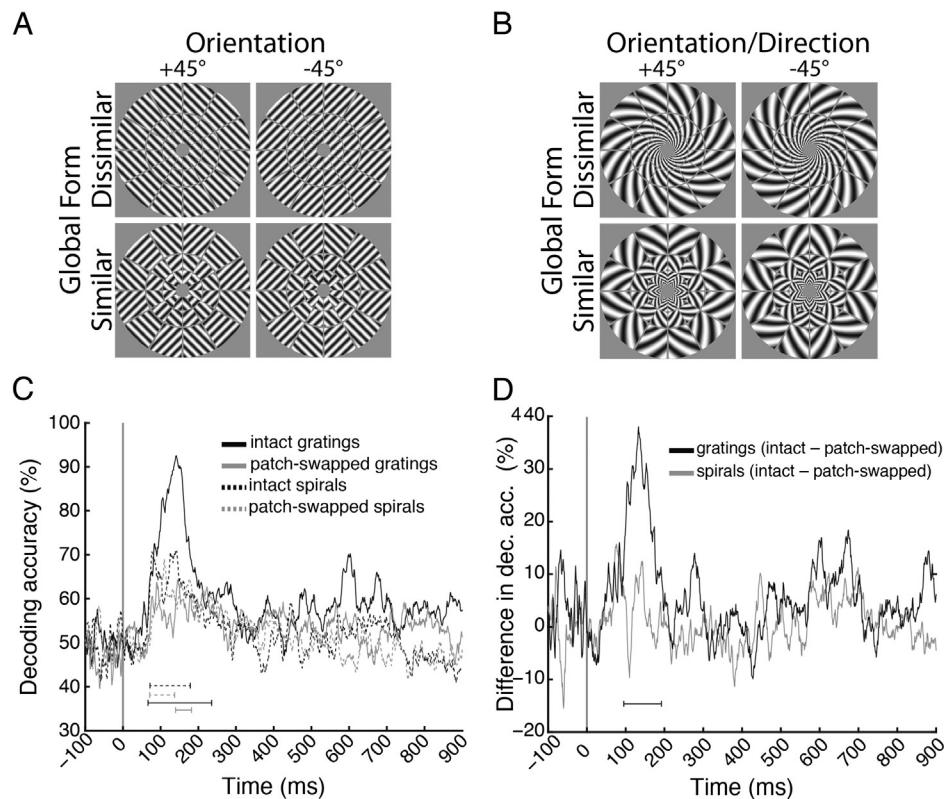 A
Orientation
+45°
-45°
Global Form
Dissimilar
Similar
B
Orientation/Direction
+45°
-45°
Global Form
Dissimilar
Similar
C
Decoding accuracy (%)
100
90
80
70
60
50
40
30
intact gratings
patch-swapped gratings
intact spirals
patch-swapped spirals
-100
0
100
200
300
400
500
600
700
800
900
Time (ms)
D
Difference in dec. acc. (%)
4 40
30
20
10
0
-10
-20
gratings (intact – patch-swapped)
spirals (intact – patch-swapped)
-100
0
100
200
300
400
500
600
700
800
900
Time (ms)